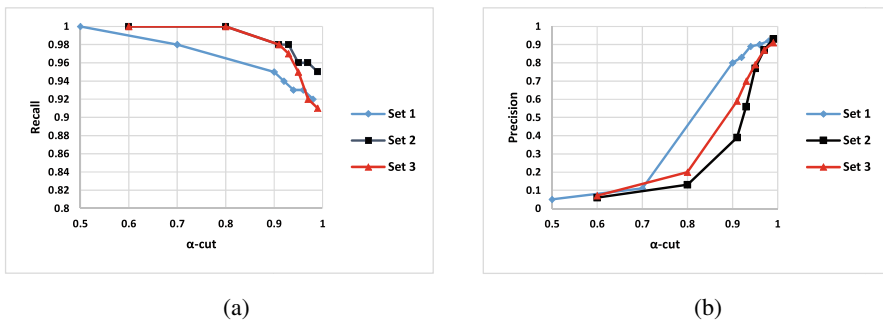 1
0.98
0.96
0.94
0.92
0.9
0.88
0.86
0.84
0.82
0.8
Recall
0.5 0.6 0.7 0.8 0.9 1
α-cut
Set 1
Set 2
Set 3
(a)
1
0.9
0.8
0.7
0.6
0.5
0.4
0.3
0.2
0.1
0
Precision
0.5 0.6 0.7 0.8 0.9 1
α-cut
Set 1
Set 2
Set 3
(b)